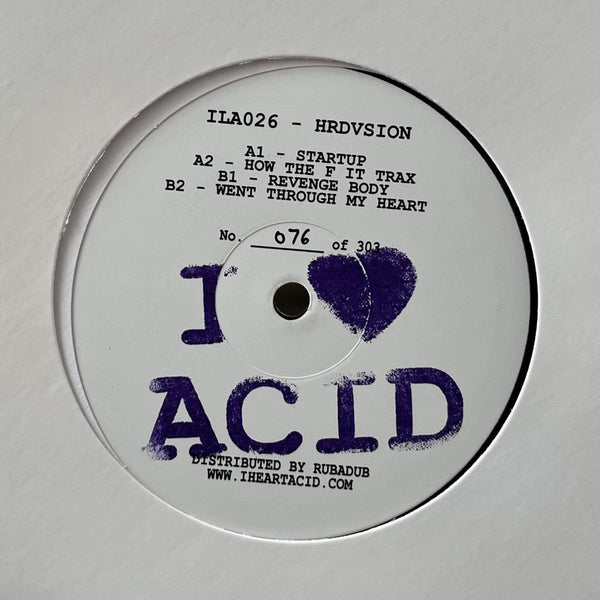 ILA026 - HRDVSION
A1 - STARTUP
A2 - HOW THE F IT TRAX
B1 - REVENGE BODY
B2 - WENT THROUGH MY HEART
No. 076 of 303
I ♥
ACID
DISTRIBUTED BY RUBADUB
WWW.IHEARTACID.COM